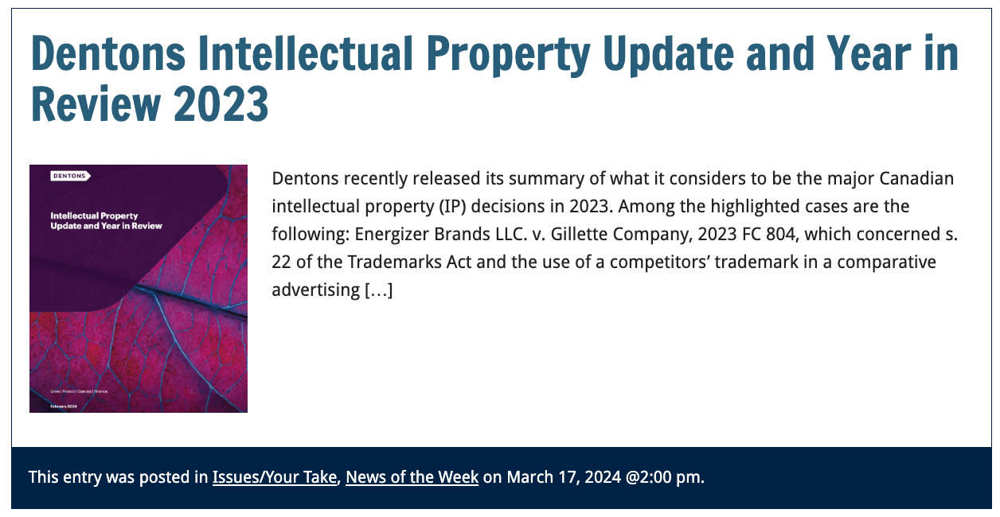 Dentons Intellectual Property Update and Year in
Review 2023
DENTONS
Intellectual Property
Update and Year in Review
Grow | Protect | Operate | Finance
February 2024
Dentons recently released its summary of what it considers to be the major Canadian
intellectual property (IP) decisions in 2023. Among the highlighted cases are the
following: Energizer Brands LLC. v. Gillette Company, 2023 FC 804, which concerned s.
22 of the Trademarks Act and the use of a competitors’ trademark in a comparative
advertising […]
This entry was posted in Issues/Your Take, News of the Week on March 17, 2024 @2:00 pm.